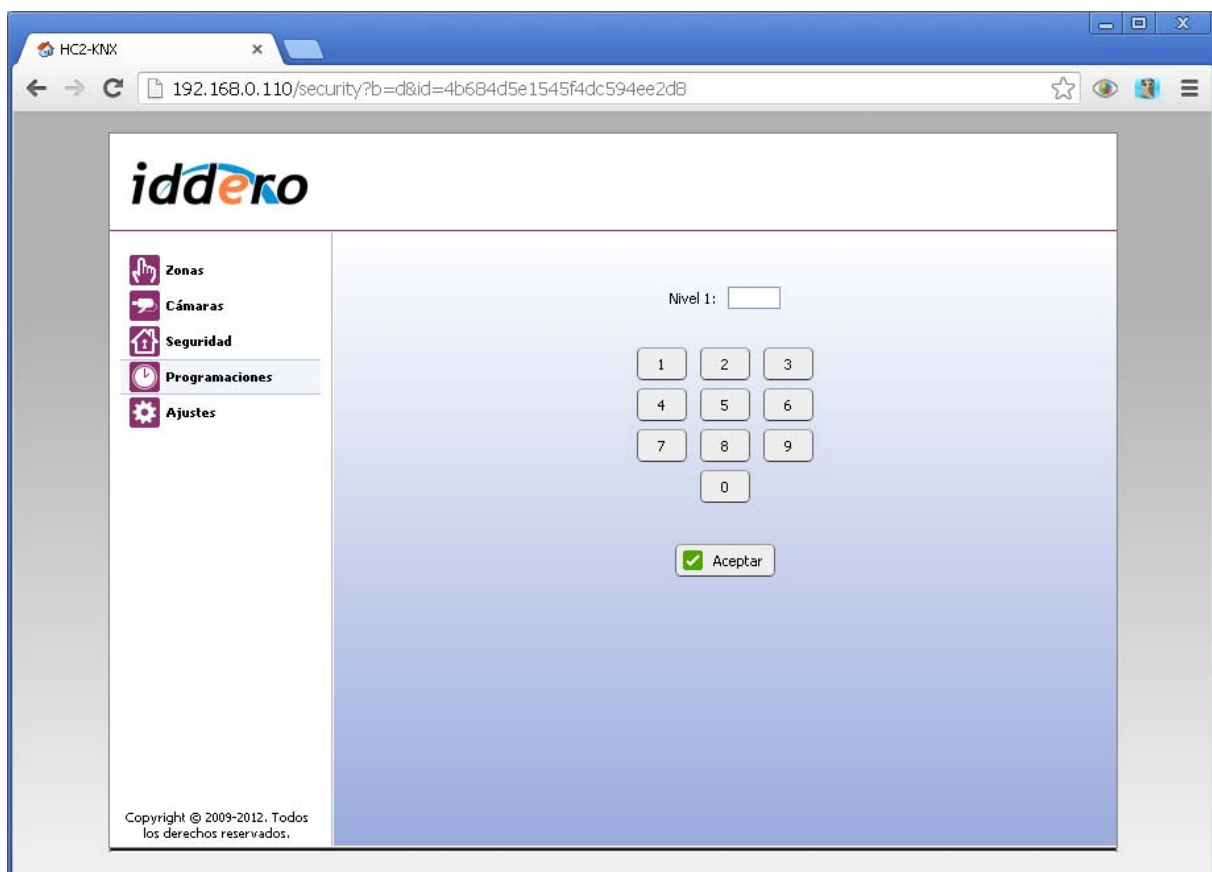 HC2-KNX
192.168.0.110/security?b=d&id=4b684d5e1545f4dc594ee2d8
iddero
Zonas
Cámaras
Seguridad
Programaciones
Ajustes
Nivel 1:
1 2 3
4 5 6
7 8 9
0
Aceptar
Copyright © 2009-2012. Todos
los derechos reservados.